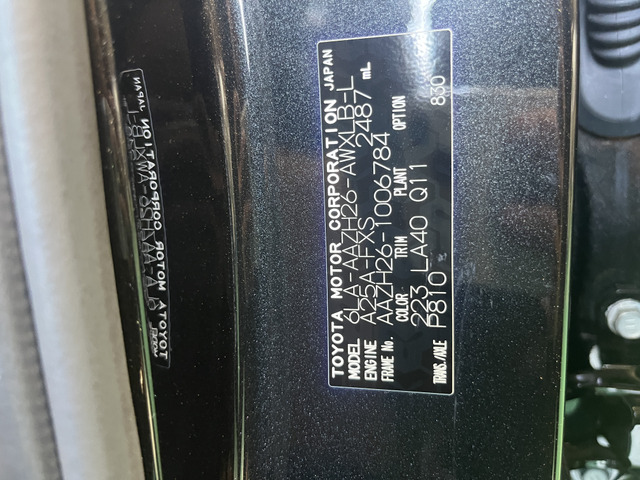 TOYOTA MOTOR CORPORATION JAPAN
MODEL 6LA-AAZH26-AWXLB-L
ENGINE A25A-FXS 2487 mL
FRAME No. AAZH26-1006784
COLOR TRIM PLANT OPTION
223 LA40 Q11
TRANS./AXLE P810 830